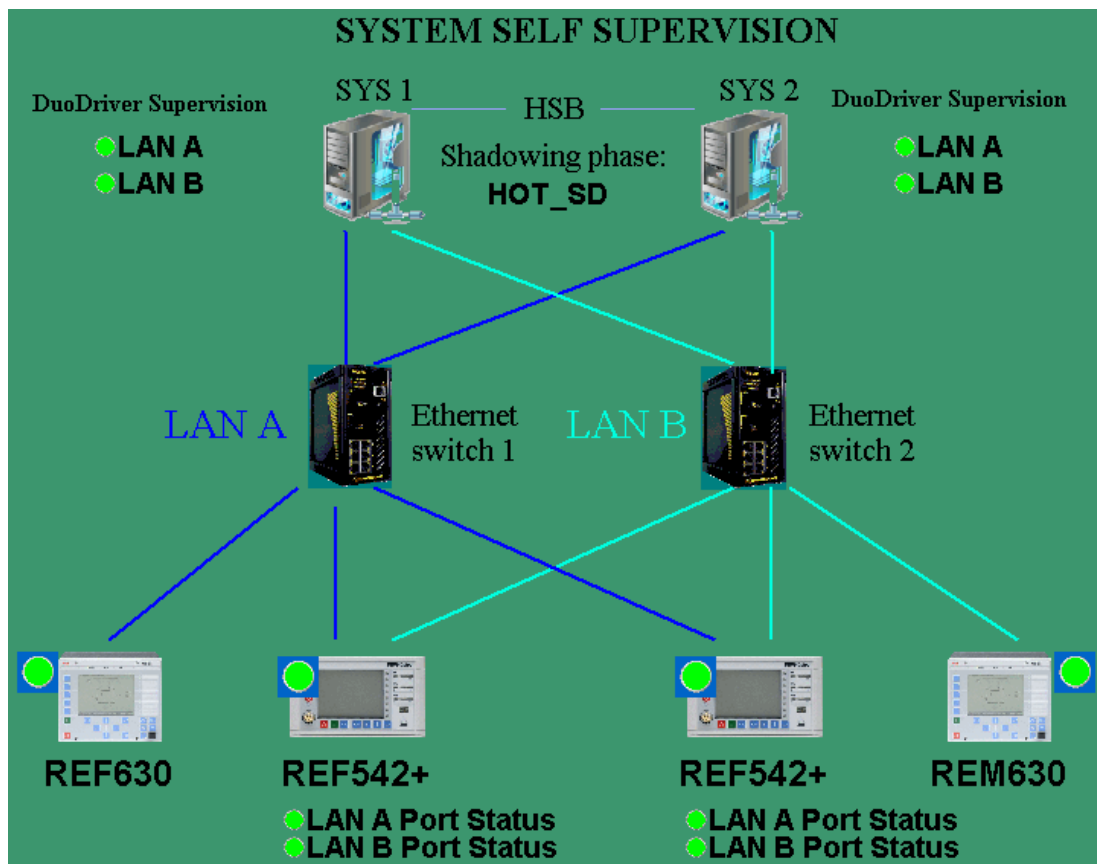 SYSTEM SELF SUPERVISION
DuoDriver Supervision
LAN A
LAN B
SYS 1
HSB
SYS 2
Shadowing phase:
HOT_SD
DuoDriver Supervision
LAN A
LAN B
LAN A
Ethernet
switch 1
LAN B
Ethernet
switch 2
REF630
REF542+
REF542+
REM630
LAN A Port Status
LAN B Port Status
LAN A Port Status
LAN B Port Status